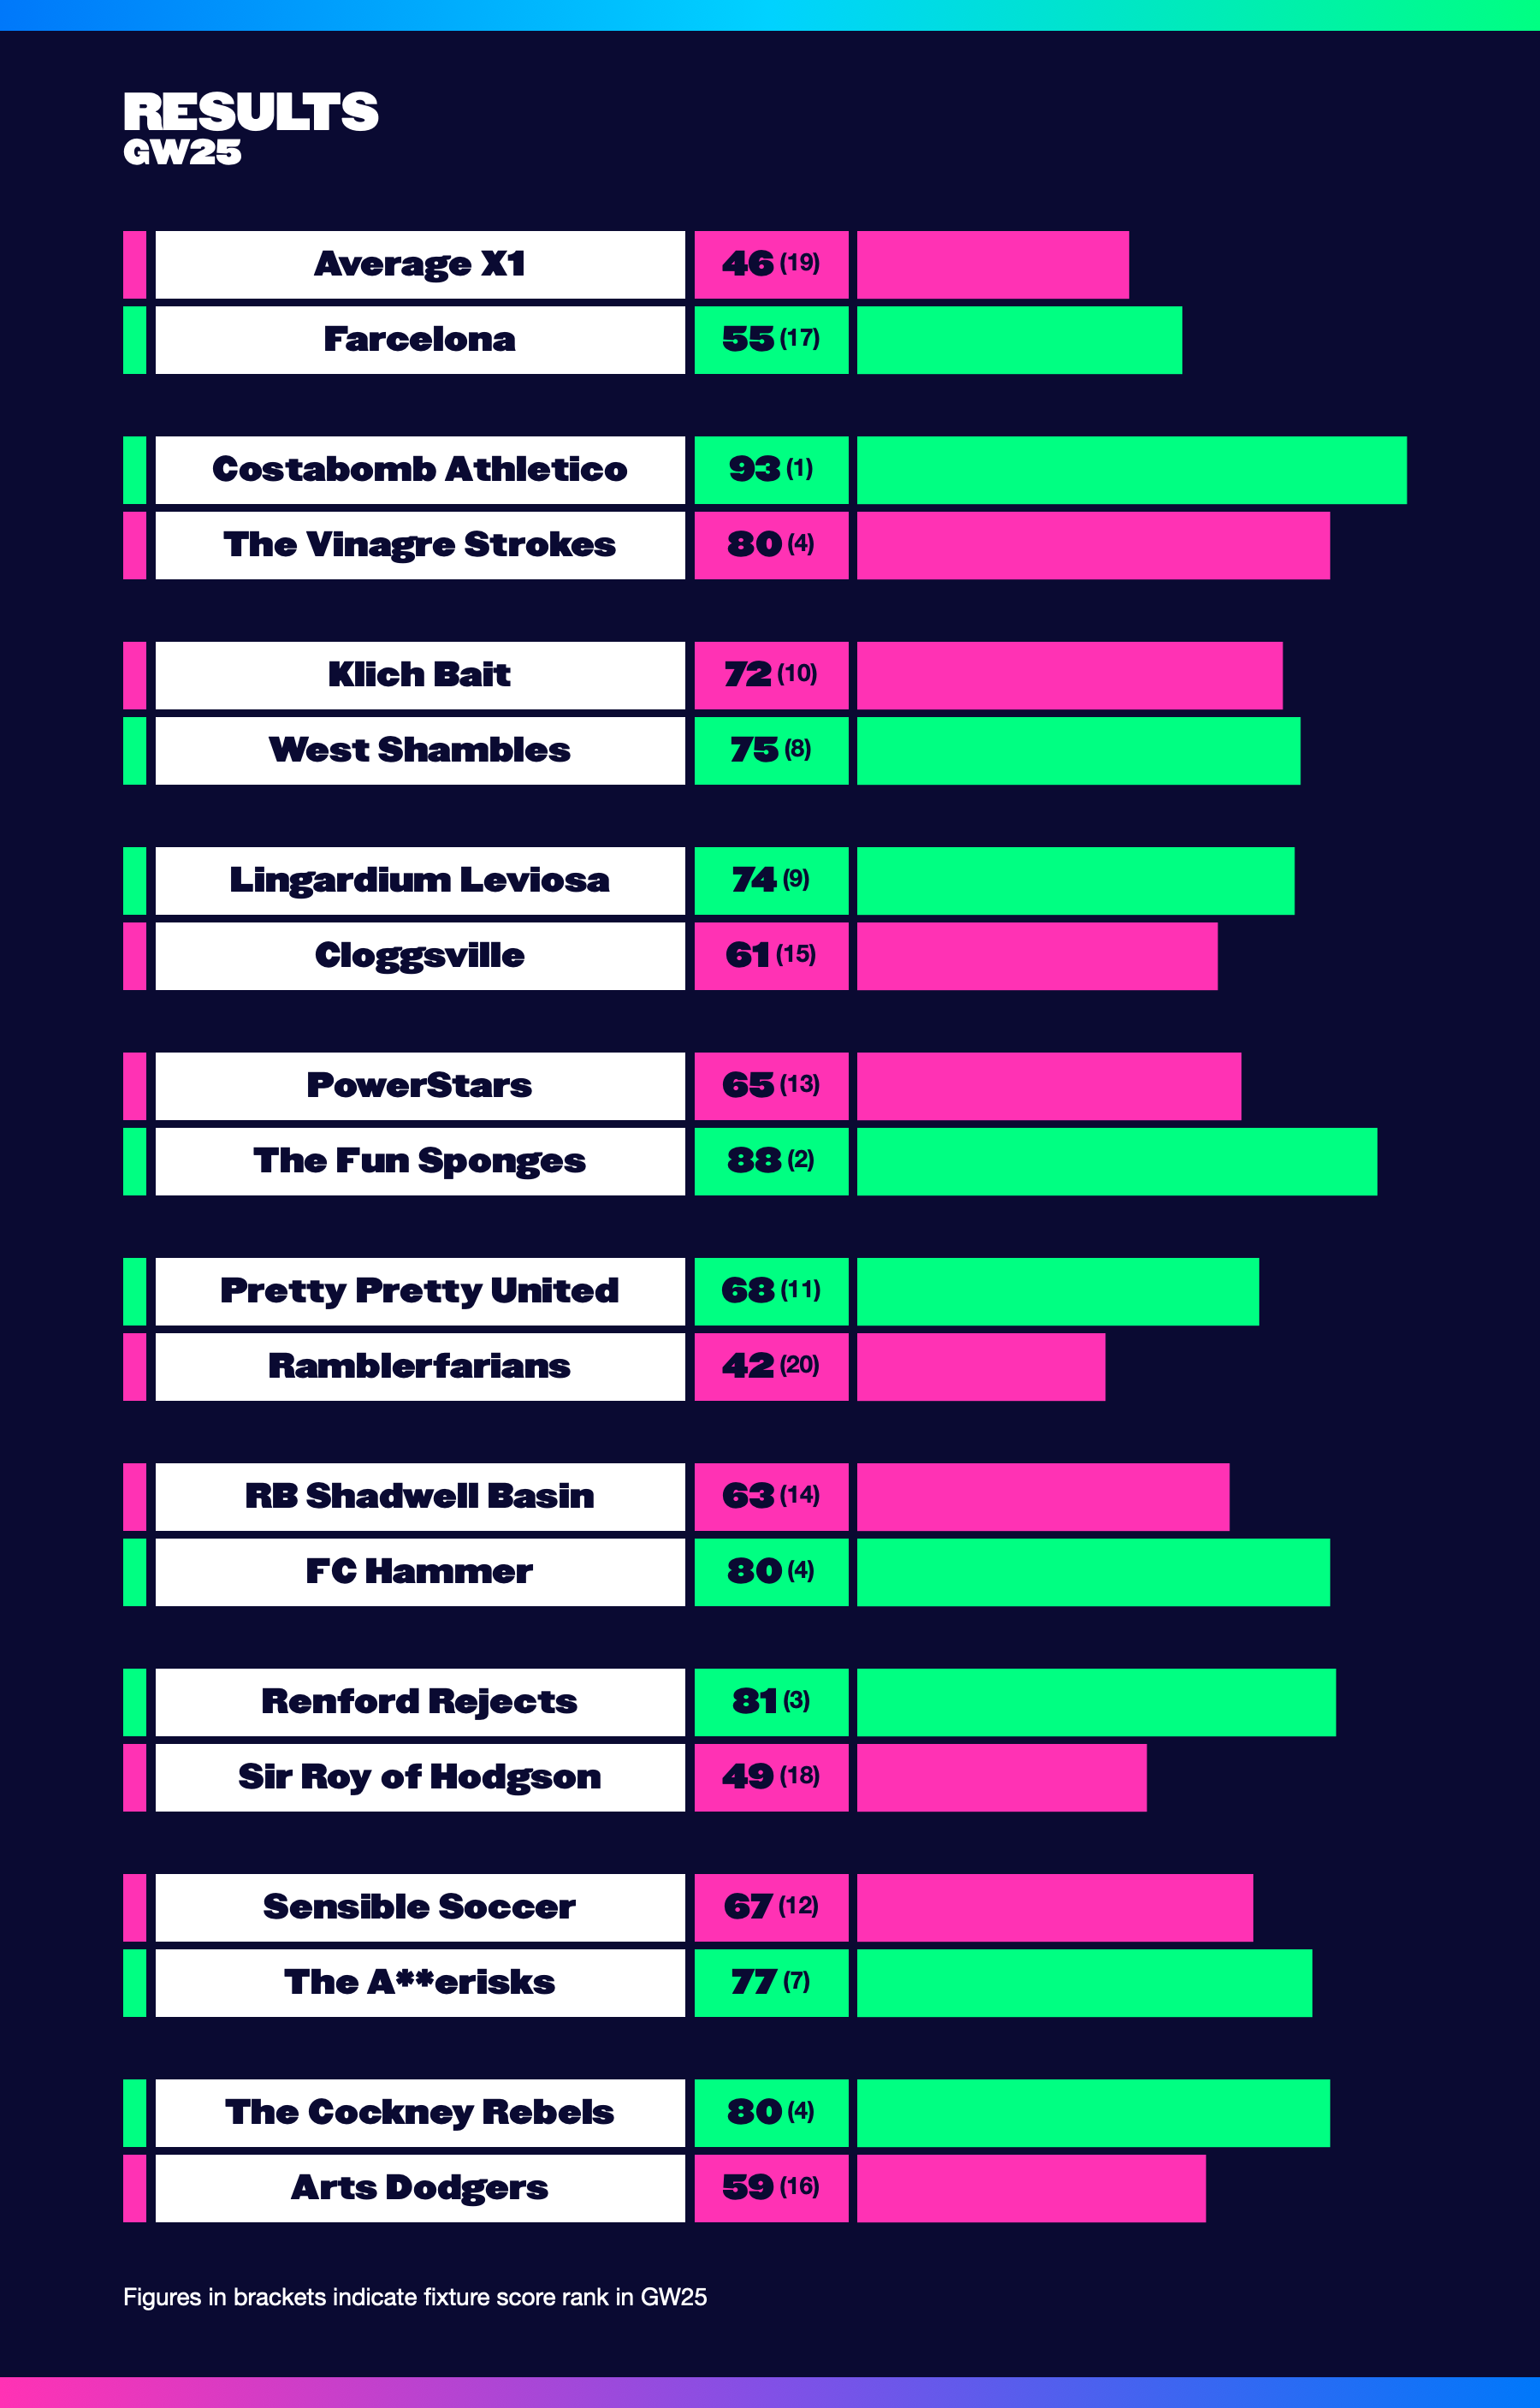 RESULTS
GW25
Average X1 46 (19)
Farcelona 55 (17)
Costabomb Athletico 93 (1)
The Vinagre Strokes 80 (4)
Klich Bait 72 (10)
West Shambles 75 (8)
Lingardium Leviosa 74 (9)
Cloggsville 61 (15)
PowerStars 65 (13)
The Fun Sponges 88 (2)
Pretty Pretty United 68 (11)
Ramblerfarians 42 (20)
RB Shadwell Basin 63 (14)
FC Hammer 80 (4)
Renford Rejects 81 (3)
Sir Roy of Hodgson 49 (18)
Sensible Soccer 67 (12)
The A**erisks 77 (7)
The Cockney Rebels 80 (4)
Arts Dodgers 59 (16)
Figures in brackets indicate fixture score rank in GW25